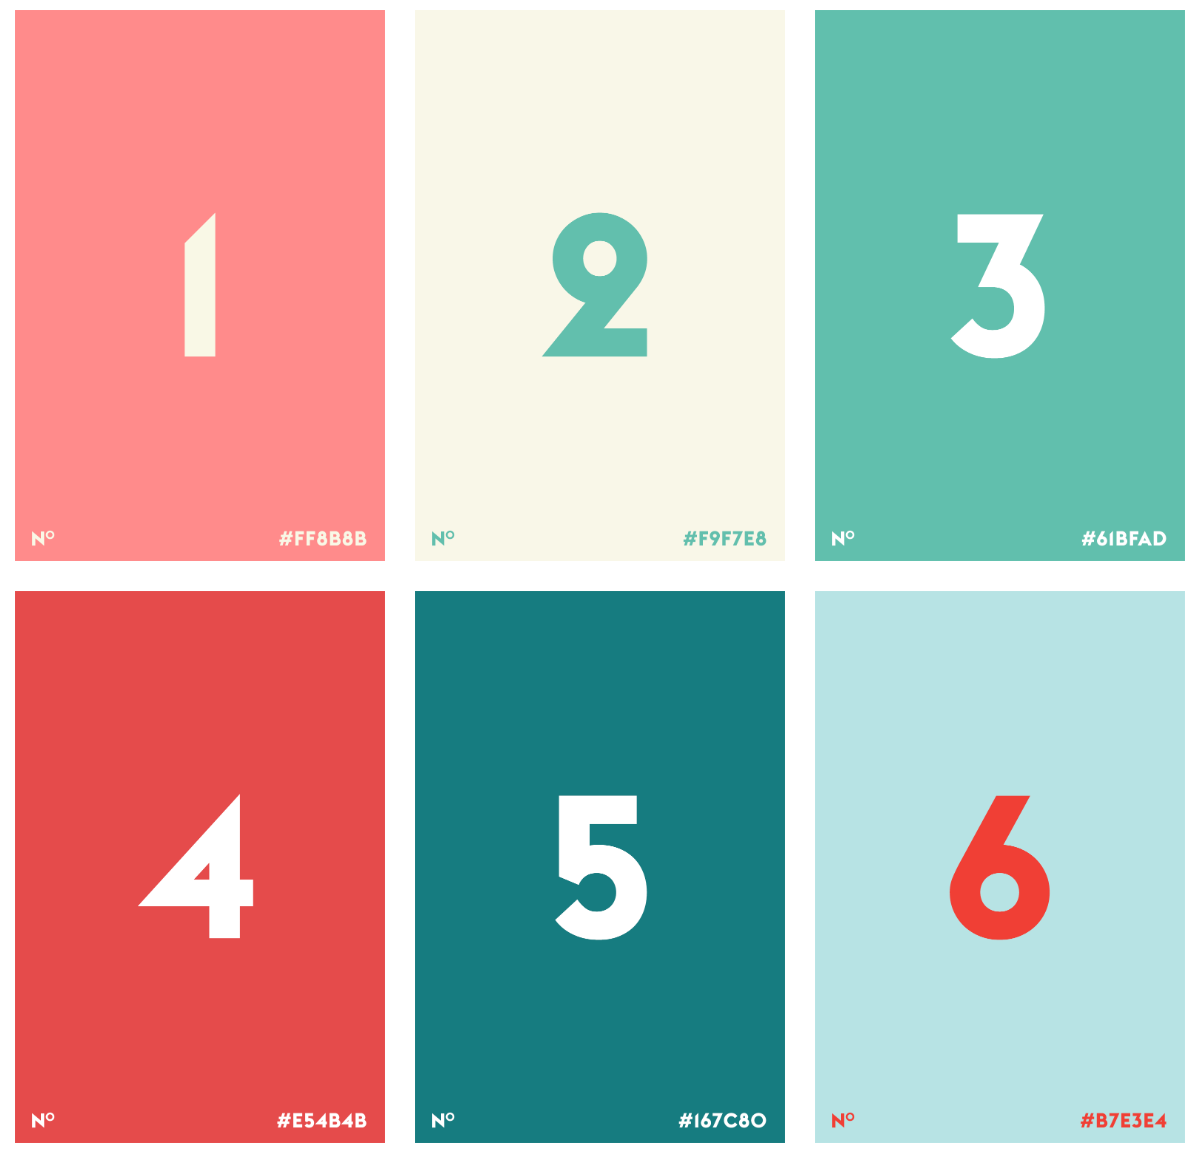 1
Nº #FF8B8B
2
Nº #F9F7E8
3
Nº #61BFAD
4
Nº #E54B4B
5
Nº #167C80
6
Nº #B7E3E4